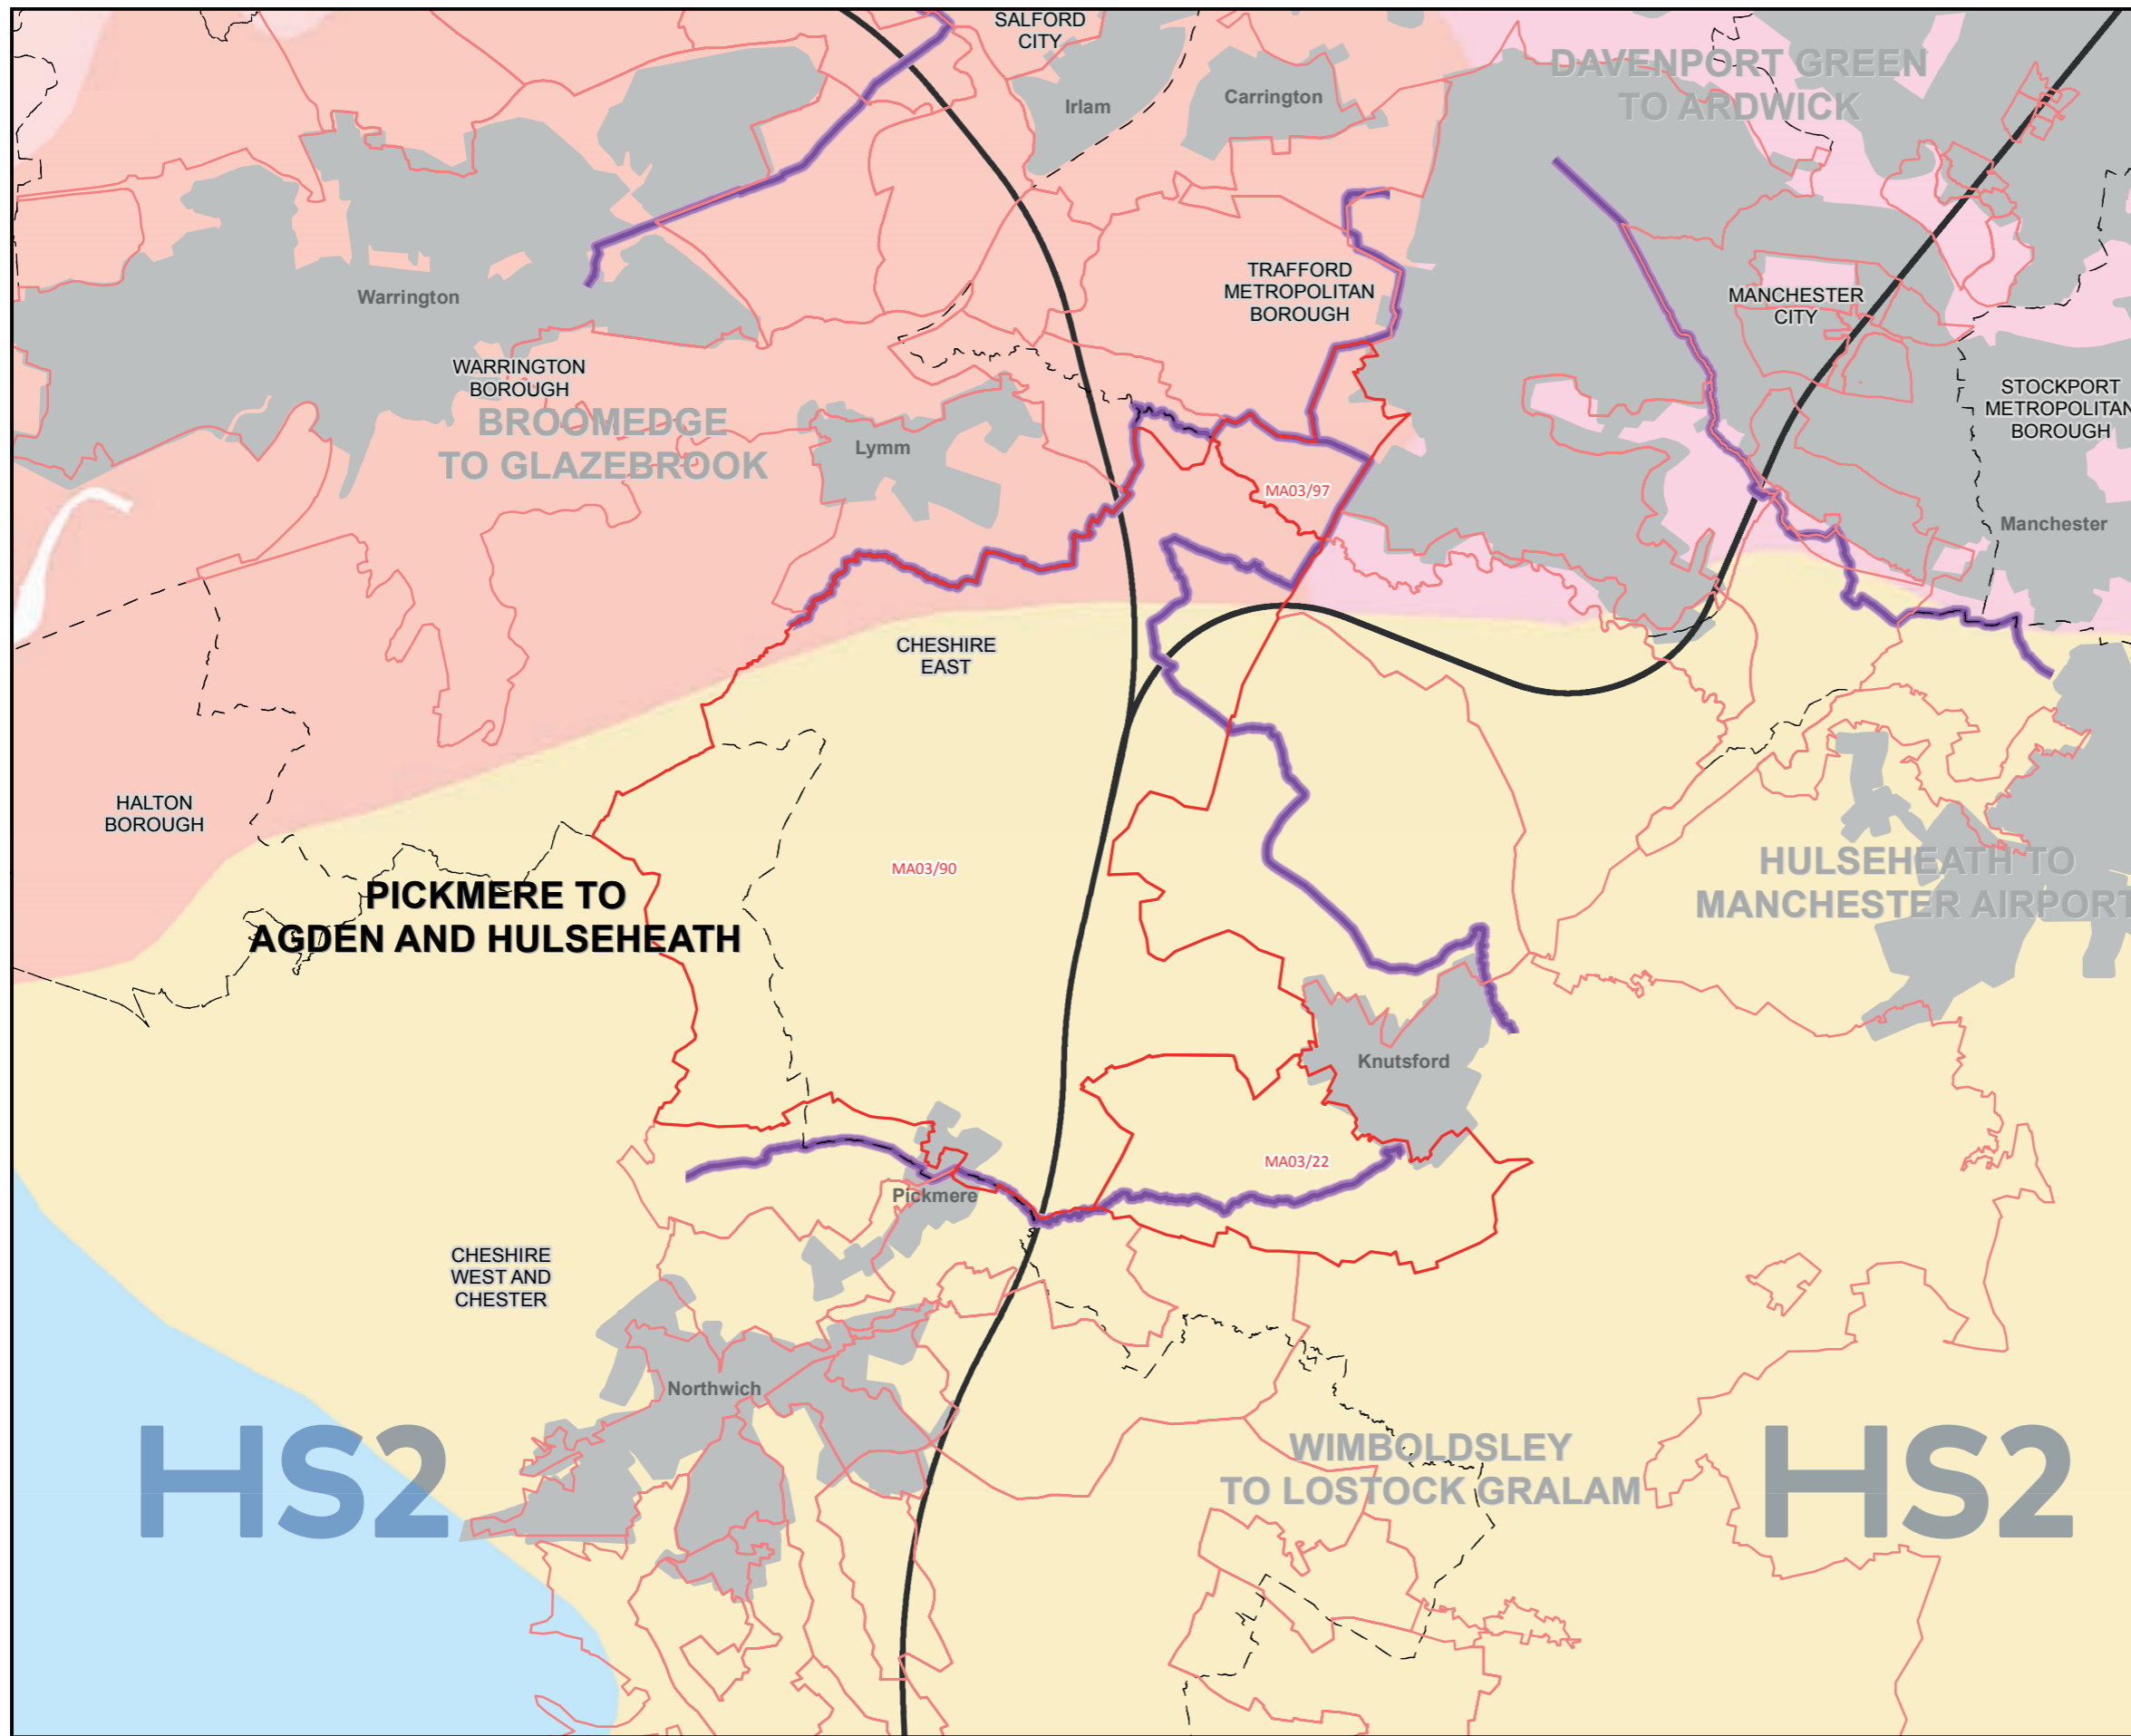 SALFORD
CITY
DAVENPORT GREEN
TO ARDWICK
Irlam
Carrington
TRAFFORD
METROPOLITAN
BOROUGH
MANCHESTER
CITY
Warrington
WARRINGTON
BOROUGH
STOCKPORT
METROPOLITAN
BOROUGH
BROOMEDGE
TO GLAZEBROOK
Lymm
MA03/97
Manchester
CHESHIRE
EAST
HALTON
BOROUGH
MA03/90
PICKMERE TO
AGDEN AND HULSEHEATH
HULSEHEATH TO
MANCHESTER AIRPORT
Knutsford
MA03/22
Pickmere
CHESHIRE
WEST AND
CHESTER
Northwich
WIMBOLDSLEY
TO LOSTOCK GRALAM
HS2
HS2